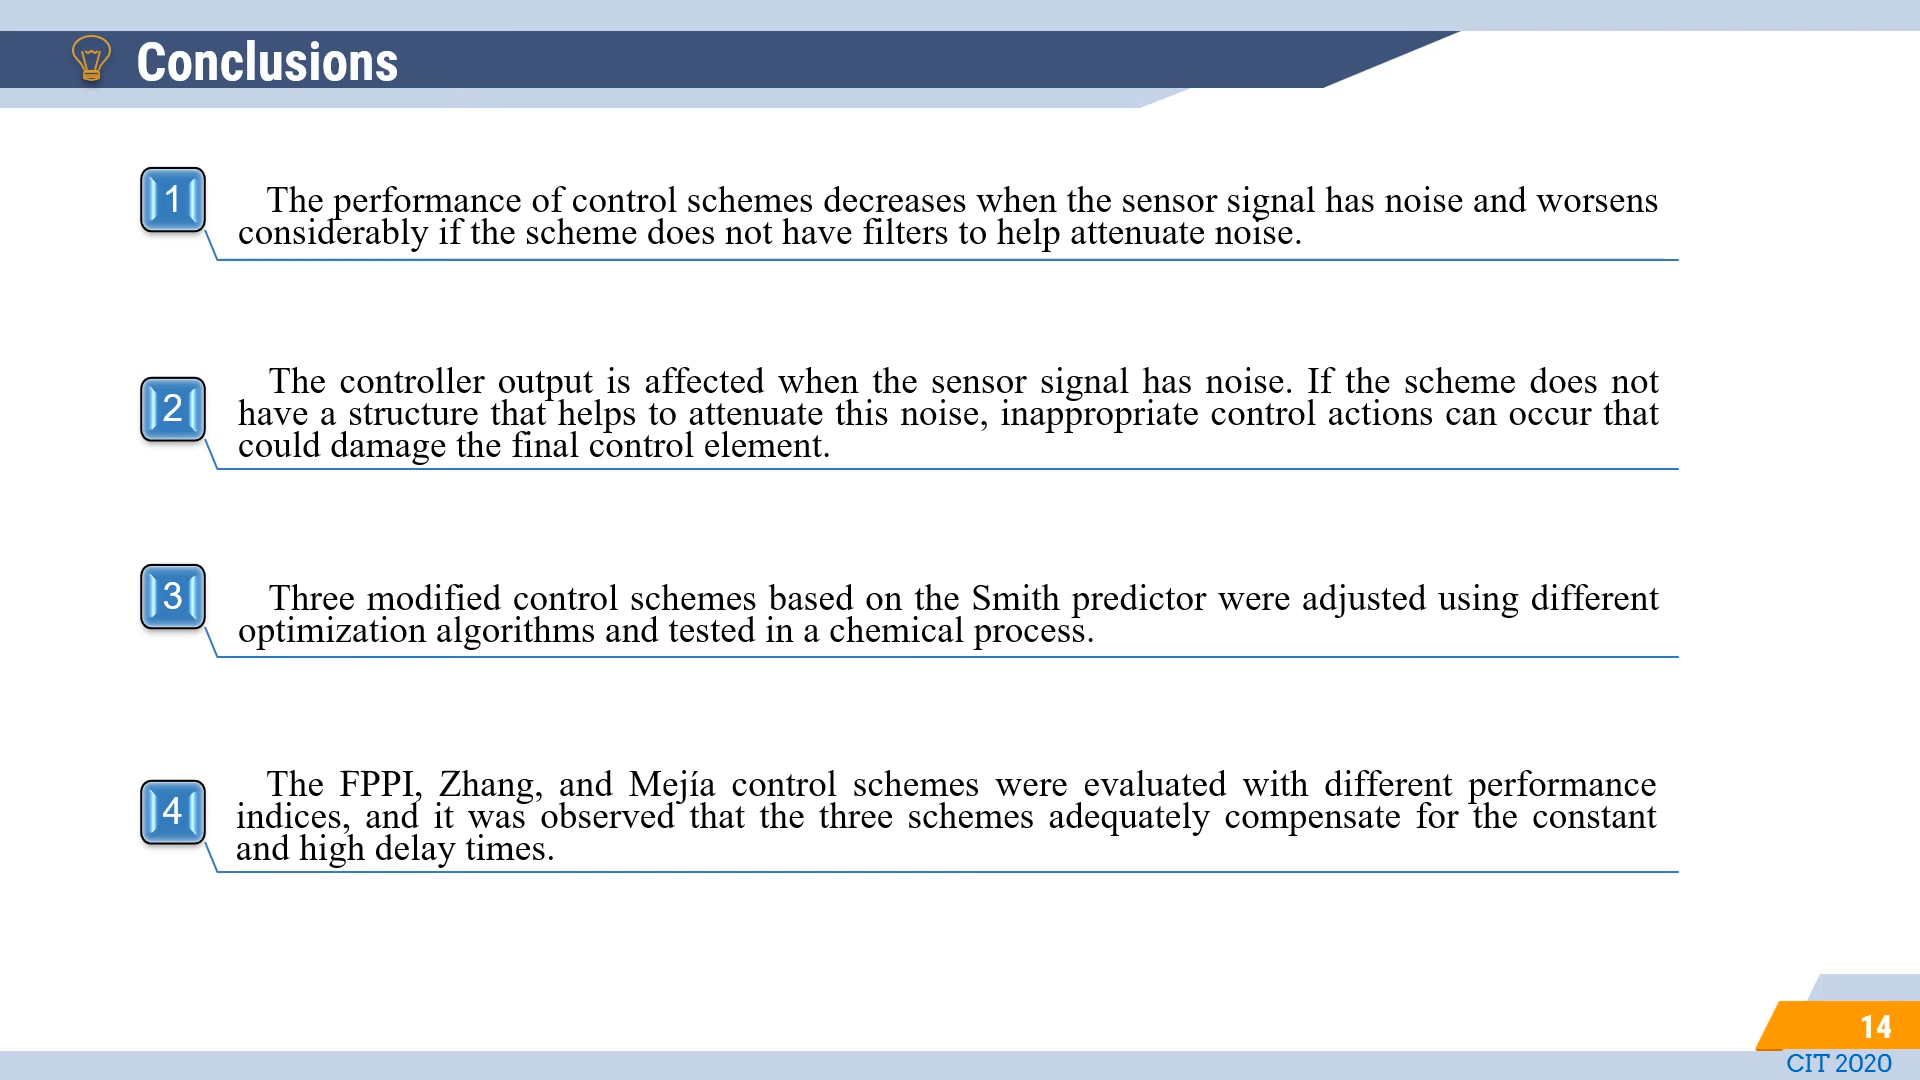 Conclusions
1
The performance of control schemes decreases when the sensor signal has noise and worsens
considerably if the scheme does not have filters to help attenuate noise.
2
The controller output is affected when the sensor signal has noise. If the scheme does not
have a structure that helps to attenuate this noise, inappropriate control actions can occur that
could damage the final control element.
3
Three modified control schemes based on the Smith predictor were adjusted using different
optimization algorithms and tested in a chemical process.
4
The FPPI, Zhang, and Mejía control schemes were evaluated with different performance
indices, and it was observed that the three schemes adequately compensate for the constant
and high delay times.
14
CIT 2020